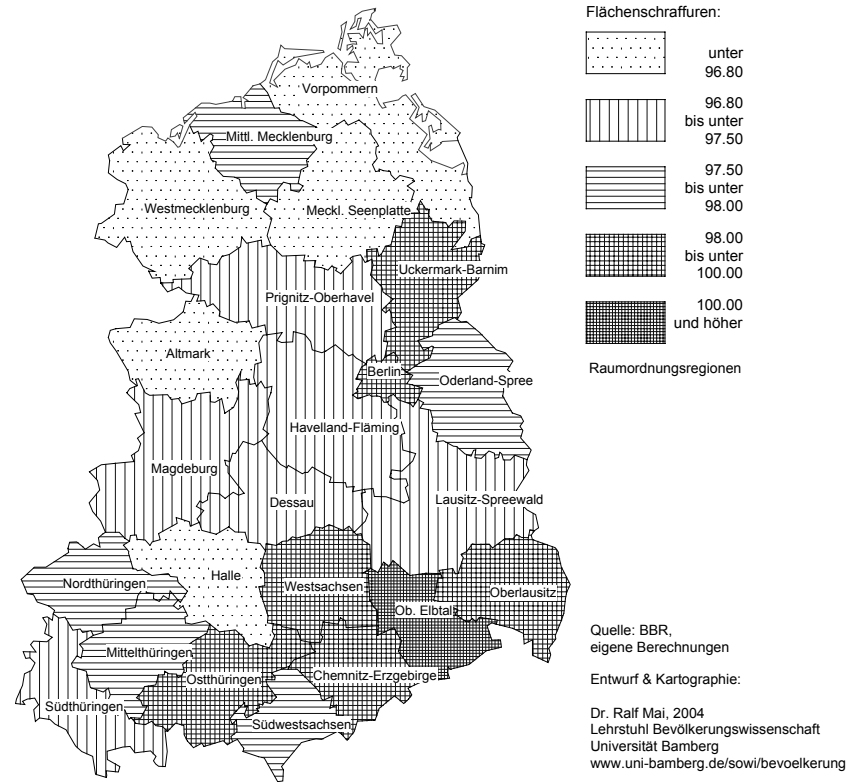 Flächenschraffuren:
unter
96.80
96.80
bis unter
97.50
97.50
bis unter
98.00
98.00
bis unter
100.00
100.00
und höher
Raumordnungsregionen
Vorpommern
Mittl. Mecklenburg
Westmecklenburg
Meckl. Seenplatte
Uckermark-Barnim
Prignitz-Oberhavel
Altmark
Berlin
Oderland-Spree
Havelland-Fläming
Magdeburg
Dessau
Lausitz-Spreewald
Nordthüringen
Halle
Westsachsen
Ob. Elbtal
Oberlausitz
Mittelthüringen
Ostthüringen
Chemnitz-Erzgebirge
Südthüringen
Südwestsachsen
Quelle: BBR,
eigene Berechnungen
Entwurf & Kartographie:
Dr. Ralf Mai, 2004
Lehrstuhl Bevölkerungswissenschaft
Universität Bamberg
www.uni-bamberg.de/sowi/bevoelkerung